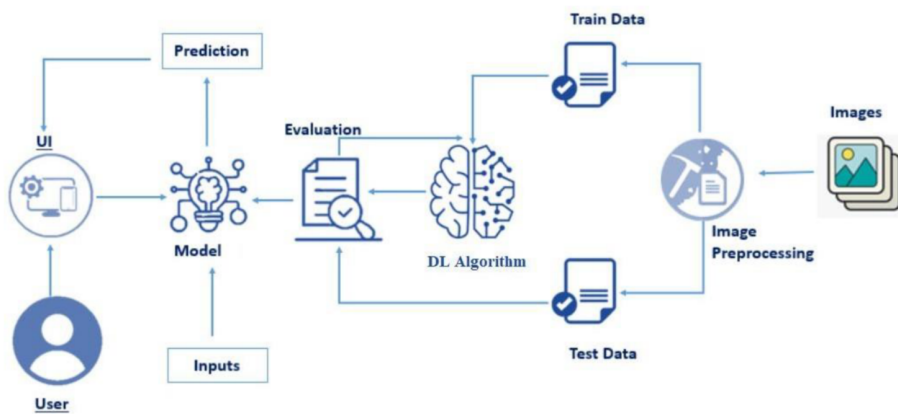 Train Data
Prediction
Images
Evaluation
UI
Model
DL Algorithm
Image
Preprocessing
Inputs
Test Data
User